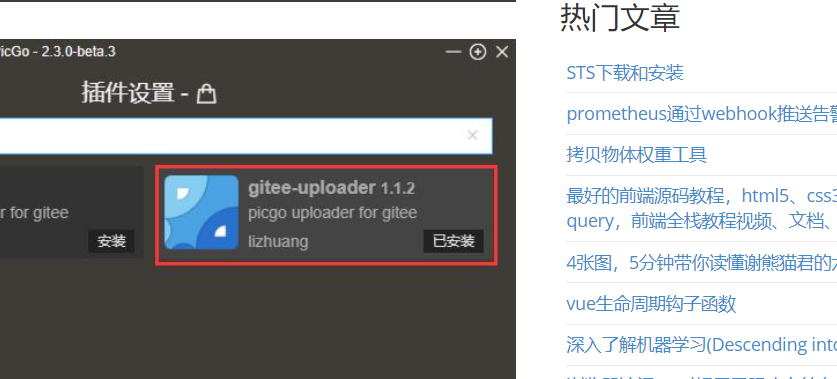 icGo - 2.3.0-beta.3
插件设置 -
r for gitee
安装
gitee-uploader 1.1.2
picgo uploader for gitee
lizhuang
已安装
热门文章
STS下载和安装
prometheus通过webhook推送告警
拷贝物体权重工具
最好的前端源码教程，html5、css3
query，前端全栈教程视频、文档、
4张图，5分钟带你读懂谢熊猫君的
vue生命周期钩子函数
深入了解机器学习(Descending into